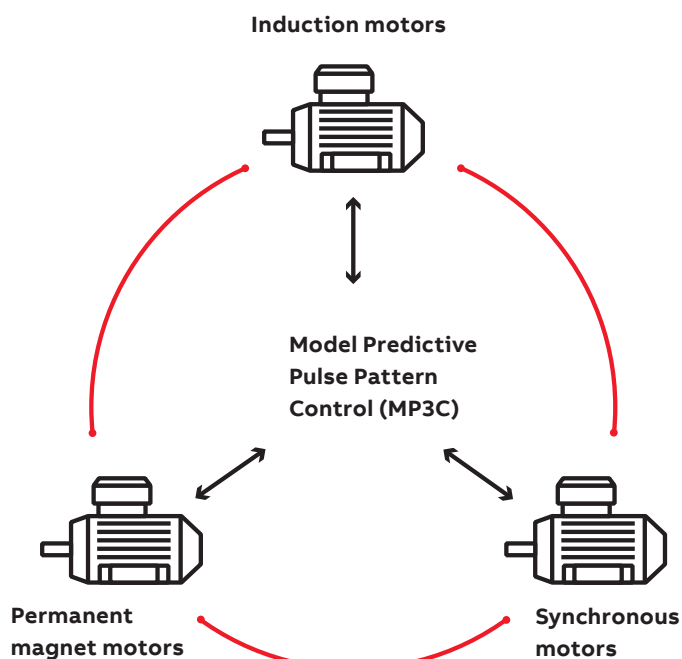 Induction motors
Model Predictive
Pulse Pattern
Control (MP3C)
Permanent
magnet motors
Synchronous
motors